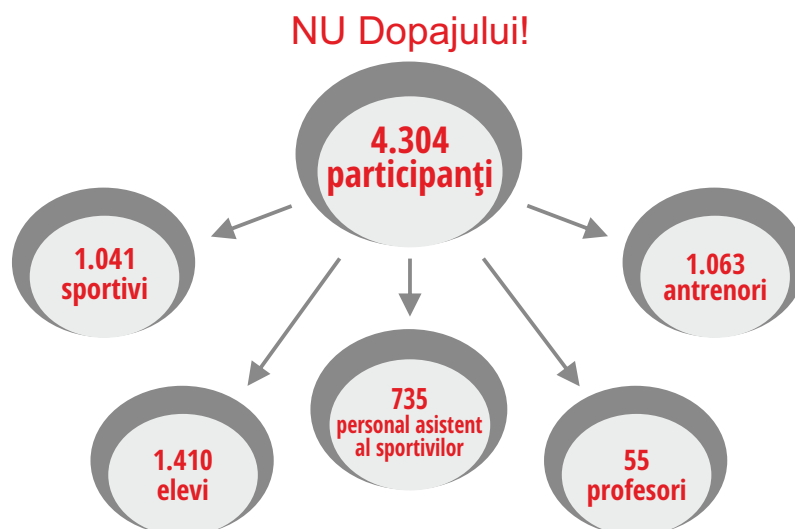 NU Dopajului!
4.304
participanţi
1.041
sportivi
1.063
antrenori
1.410
elevi
735
personal asistent
al sportivilor
55
profesori